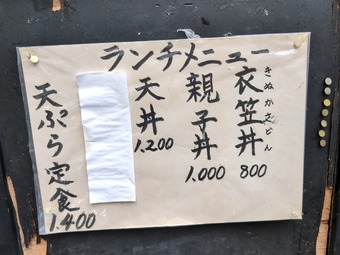 ランチメニュー
きぬかさどん
衣笠丼
800
親子丼
1,000
天丼
1,200
天ぷら定食
1,400